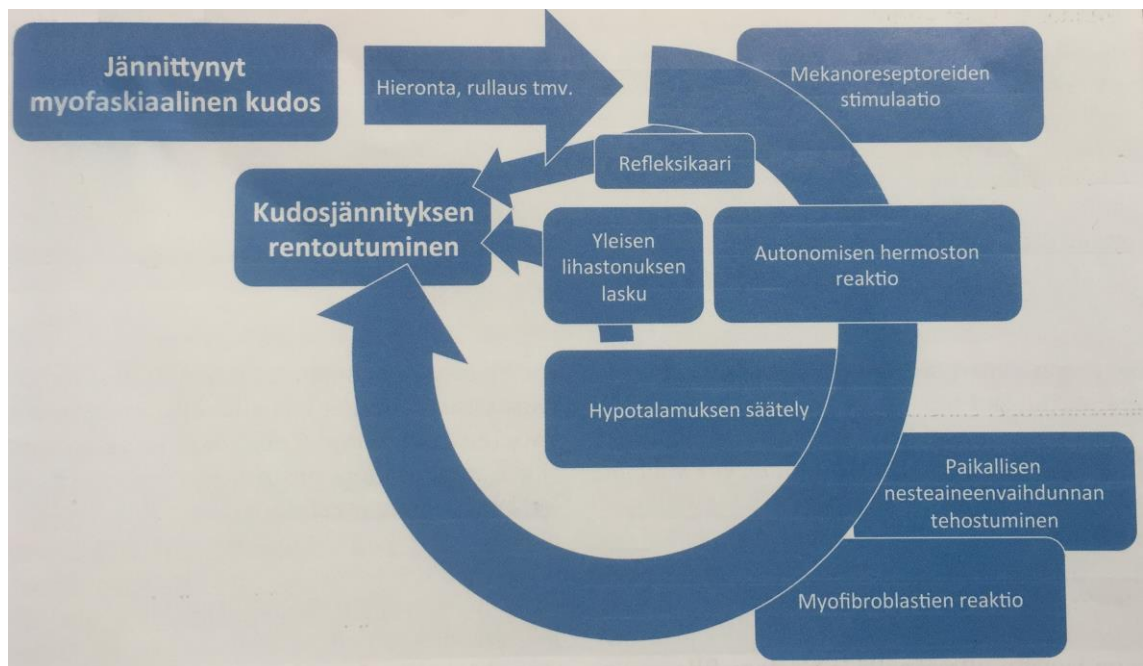 Jännittynyt
myofaskiaalinen kudos
Hieronta, rullaus tmv.
Mekanoreseptoreiden
stimulaatio
Refleksikaari
Kudosjännityksen
rentoutuminen
Yleisen
lihastonuksen
lasku
Autonomisen hermoston
reaktio
Hypotalamuksen säätely
Paikallisen
nesteaineenvaihdunnan
tehostuminen
Myofibroblastien reaktio